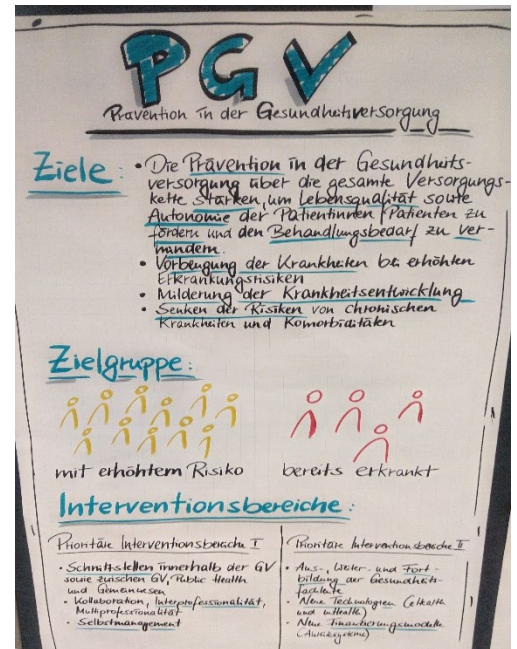 PGV
Prävention in der Gesundheitsversorgung
Ziele:
• Die Prävention in der Gesundheits-
versorgung über die gesamte Versorgungs-
kette stärken, um Lebensqualität sowie
Autonomie der Patientinnen/Patienten zu
fördern und den Behandlungsbedarf zu ver-
mindern.
• Vorbeugung der Krankheiten bei erhöhten
Erkrankungsrisiken
• Milderung der Krankheitsentwicklung
• Senken der Risiken von chronischen
Krankheiten und Komorbiditäten
Zielgruppe:
mit erhöhtem Risiko
bereits erkrankt
Interventionsbereiche:
Prioritäre Interventionsbereiche I
• Schnittstellen innerhalb der GV
sowie zwischen GV, Public Health
und Gemeinwesen
• Kollaboration, Interprofessionalität,
Multiprofessionalität
• Selbstmanagement
Prioritäre Interventionsbereiche II
• Aus-, Weiter- und Fort-
bildung der Gesundheits-
fachleute
• Neue Technologien (eHealth
und mHealth)
• Neue Finanzierungsmodelle
(Anreizsysteme)